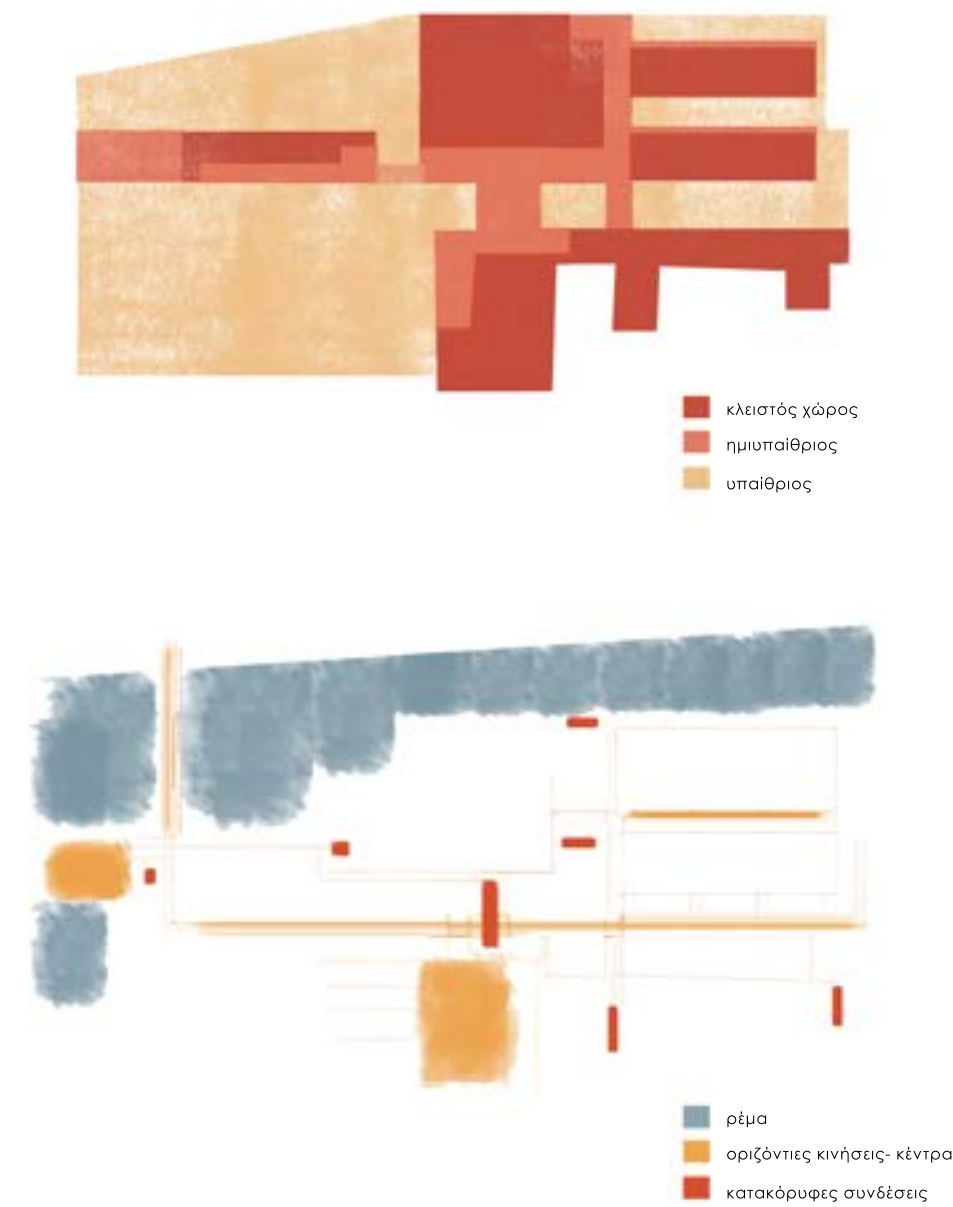 κλειστός χώρος
ημιυπαίθριος
υπαίθριος
ρέμα
οριζόντιες κινήσεις- κέντρα
κατακόρυφες συνδέσεις